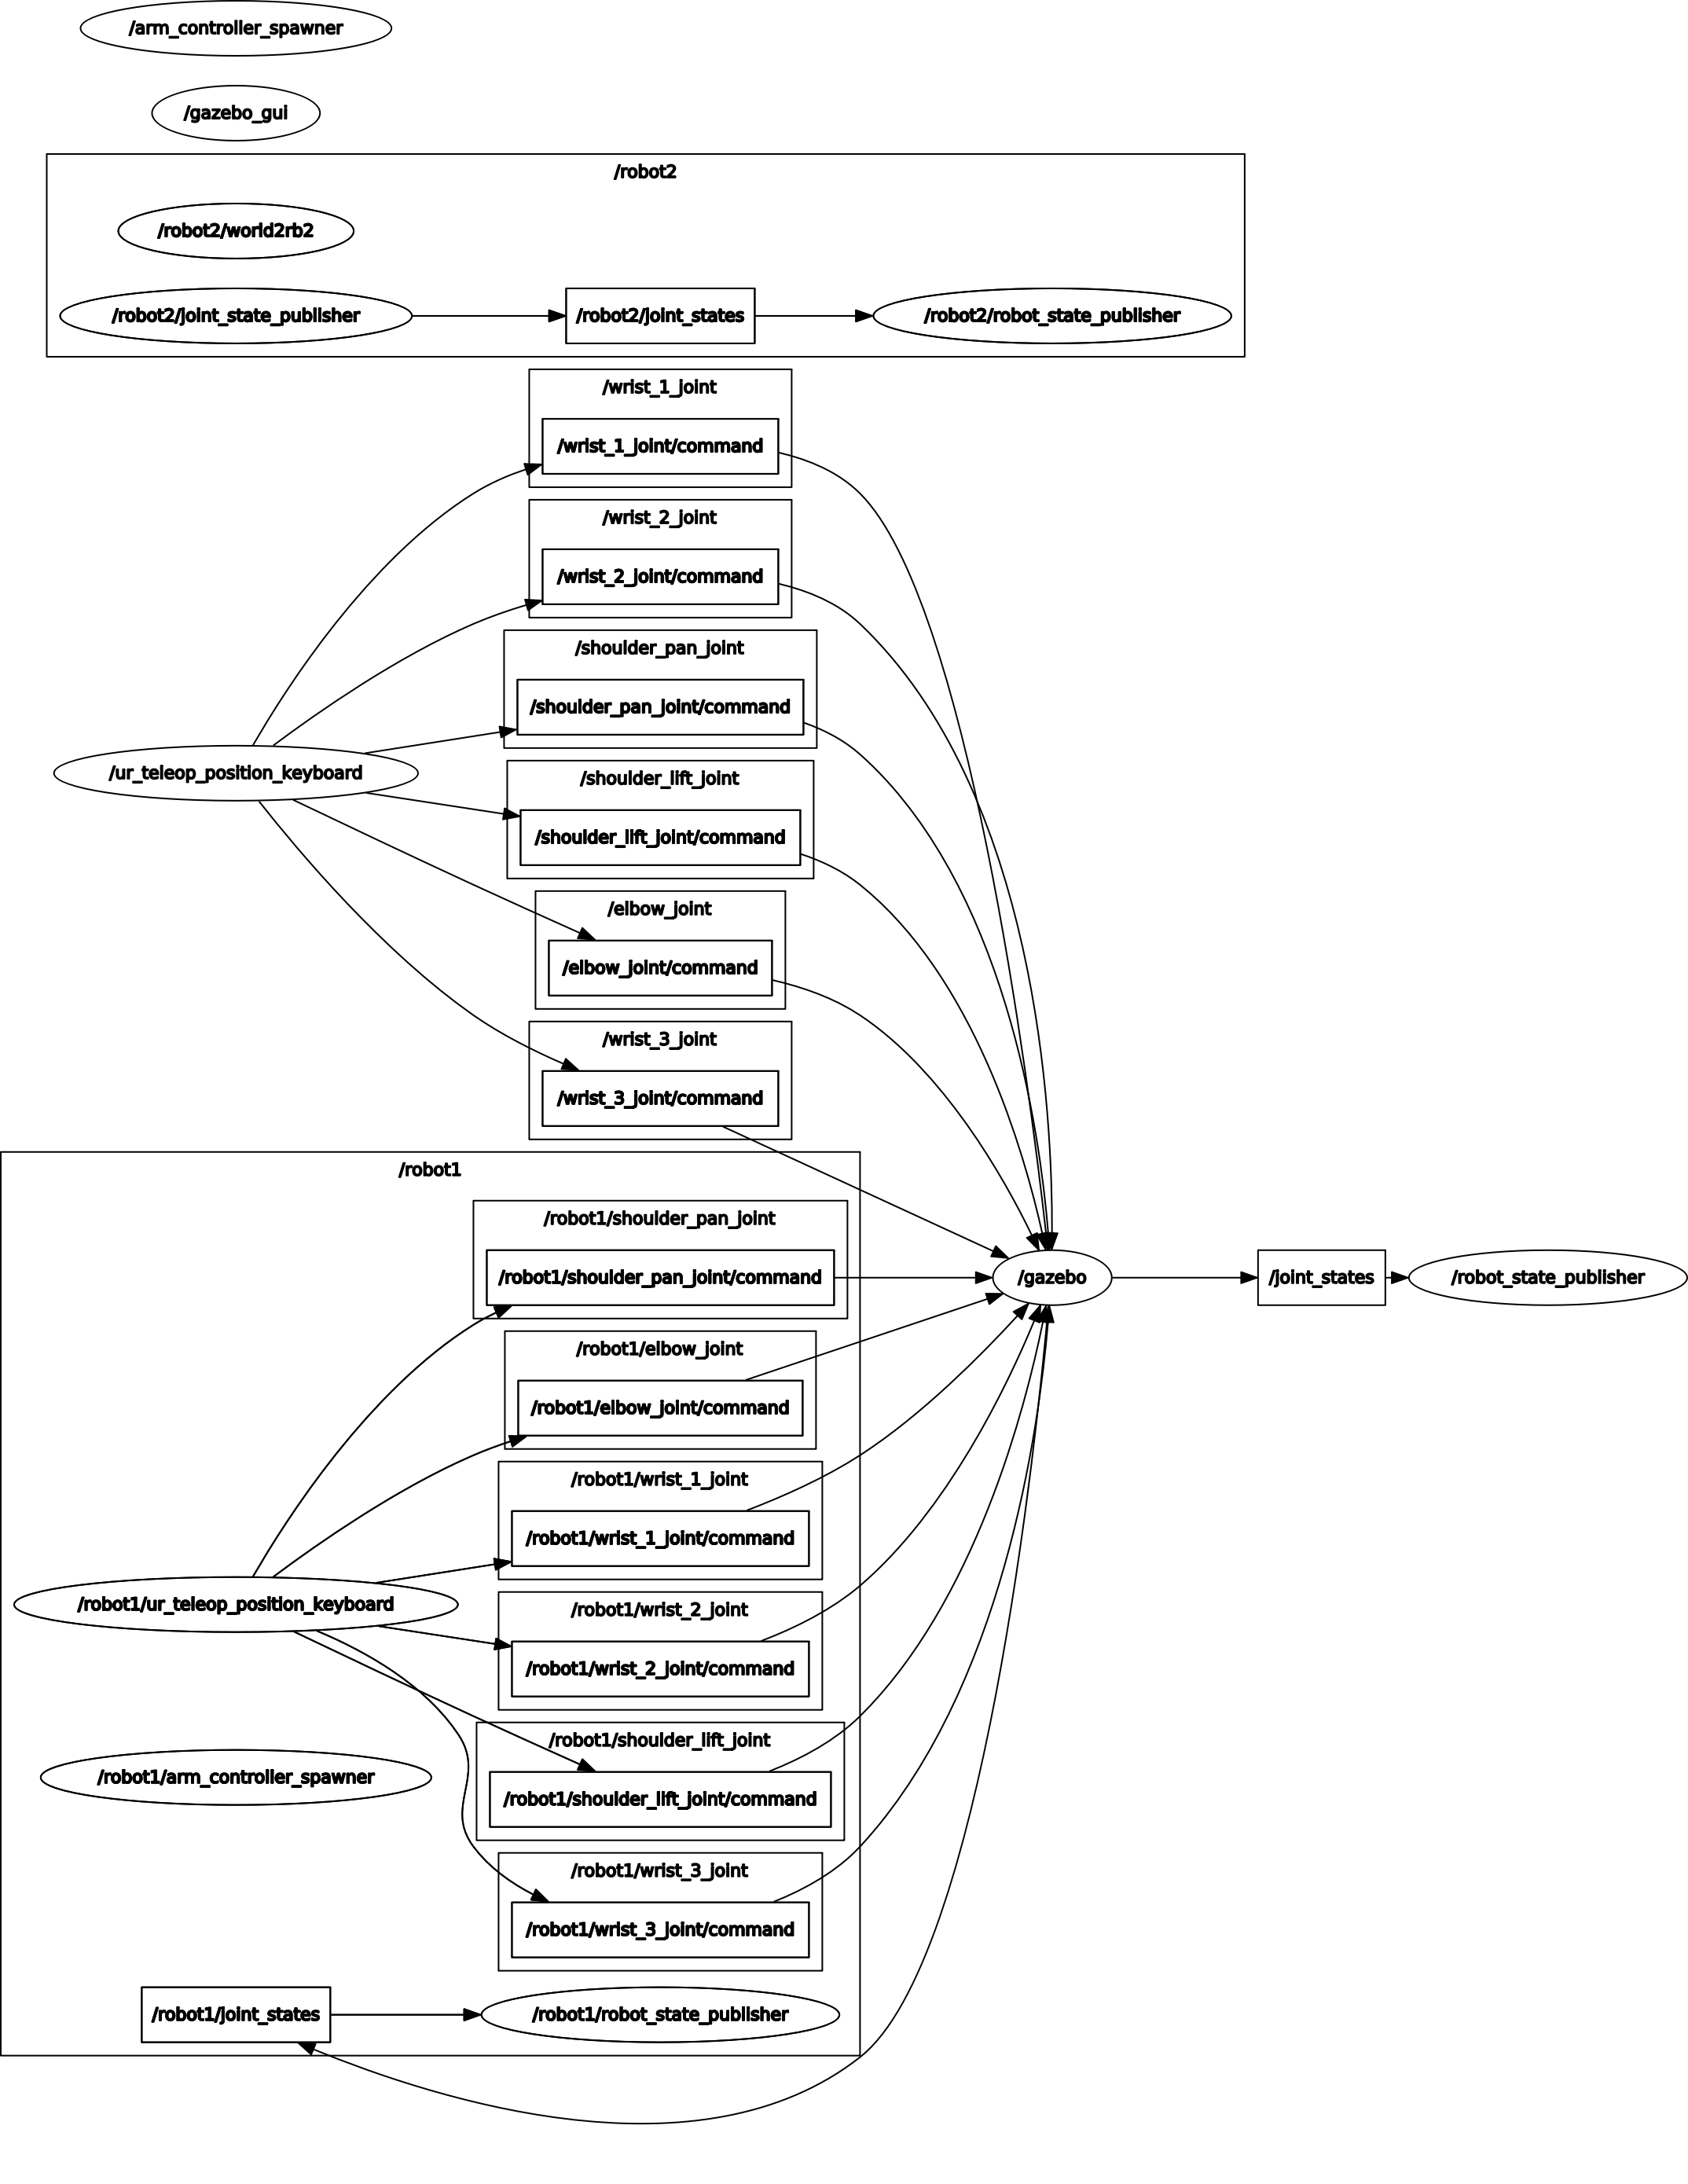 /arm_controller_spawner
/gazebo_gui
/robot2
/robot2/world2rb2
/robot2/joint_state_publisher
/robot2/joint_states
/robot2/robot_state_publisher
/wrist_1_joint
/wrist_1_joint/command
/wrist_2_joint
/wrist_2_joint/command
/shoulder_pan_joint
/shoulder_pan_joint/command
/ur_teleop_position_keyboard
/shoulder_lift_joint
/shoulder_lift_joint/command
/elbow_joint
/elbow_joint/command
/wrist_3_joint
/wrist_3_joint/command
/robot1
/robot1/shoulder_pan_joint
/robot1/shoulder_pan_joint/command
/gazebo
/joint_states
/robot_state_publisher
/robot1/elbow_joint
/robot1/elbow_joint/command
/robot1/wrist_1_joint
/robot1/wrist_1_joint/command
/robot1/ur_teleop_position_keyboard
/robot1/wrist_2_joint
/robot1/wrist_2_joint/command
/robot1/shoulder_lift_joint
/robot1/arm_controller_spawner
/robot1/shoulder_lift_joint/command
/robot1/wrist_3_joint
/robot1/wrist_3_joint/command
/robot1/joint_states
/robot1/robot_state_publisher